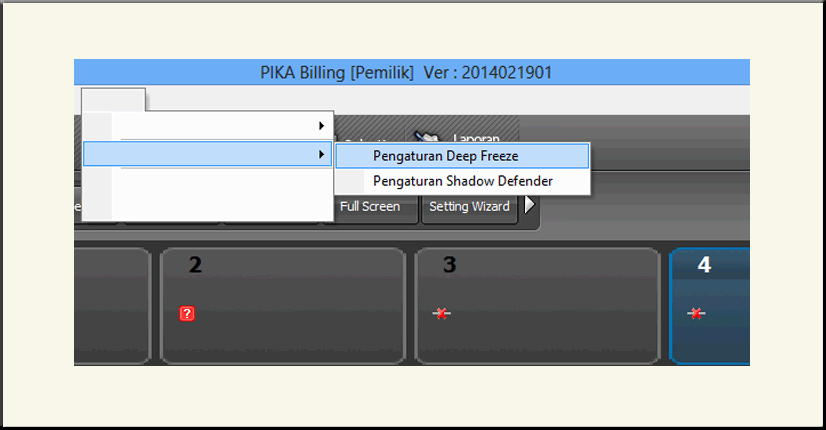 PIKA Billing [Pemilik] Ver : 2014021901
Laporan
Pengaturan Deep Freeze
Pengaturan Shadow Defender
Full Screen
Setting Wizard
2
3
4